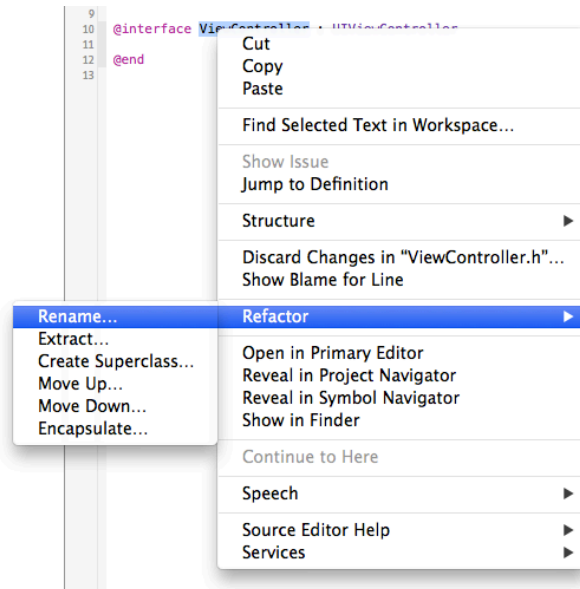 9
10 @interface ViewController : UIViewController
11
12 @end
13
Cut
Copy
Paste
Find Selected Text in Workspace...
Show Issue
Jump to Definition
Structure
Discard Changes in "ViewController.h"...
Show Blame for Line
Refactor
Rename...
Extract...
Create Superclass...
Move Up...
Move Down...
Encapsulate...
Open in Primary Editor
Reveal in Project Navigator
Reveal in Symbol Navigator
Show in Finder
Continue to Here
Speech
Source Editor Help
Services